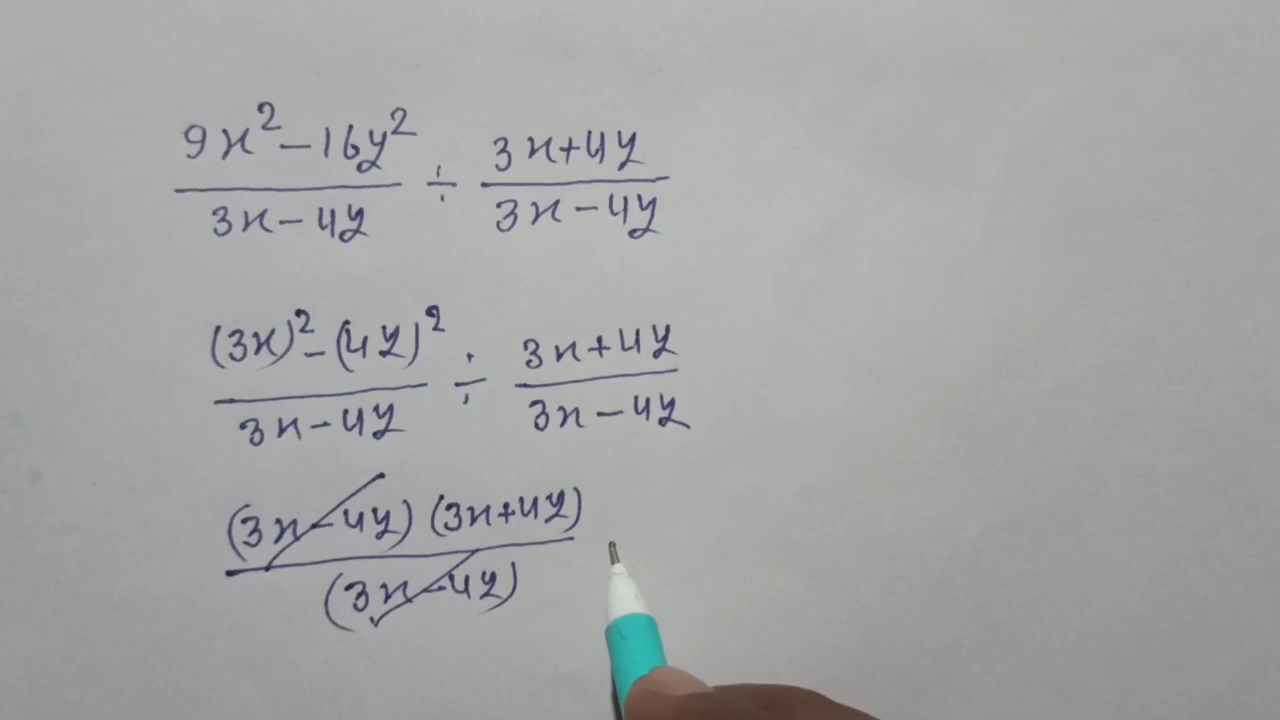 9x² - 16y² / 3x - 4y ÷ 3x + 4y / 3x - 4y
(3x)² - (4y)² / 3x - 4y ÷ 3x + 4y / 3x - 4y
(3x - 4y) (3x + 4y) / (3x - 4y)